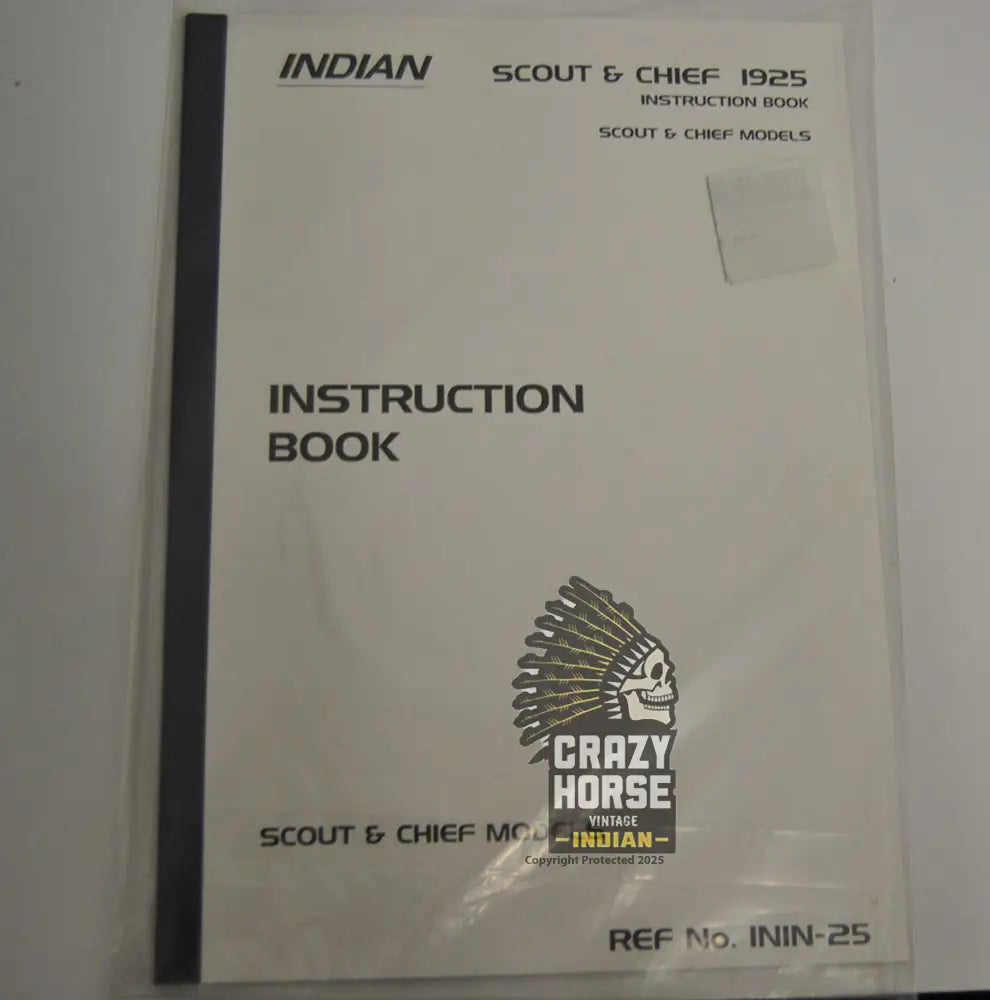 INDIAN
SCOUT & CHIEF 1925
INSTRUCTION BOOK
SCOUT & CHIEF MODELS
INSTRUCTION
BOOK
CRAZY
HORSE
VINTAGE
INDIAN
Copyright Protected 2025
SCOUT & CHIEF MODELS
REF No. ININ-25